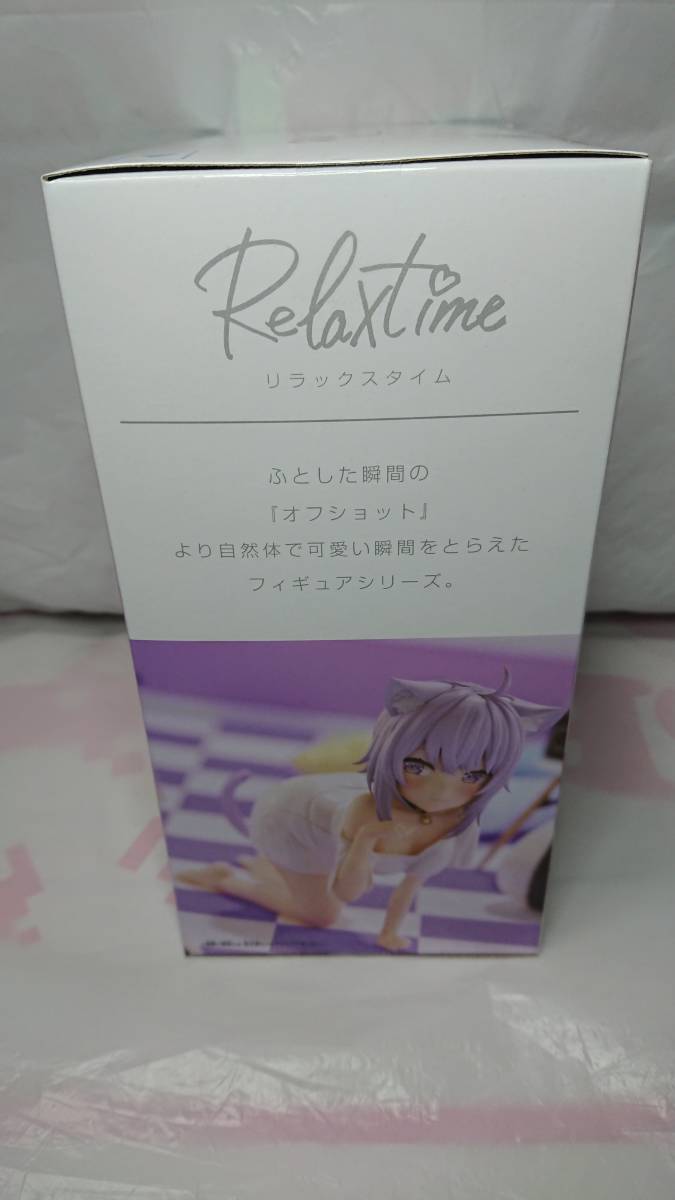 Relaxtime
リラックスタイム
ふとした瞬間の
『オフショット』
より自然体で可愛い瞬間をとらえた
フィギュアシリーズ。